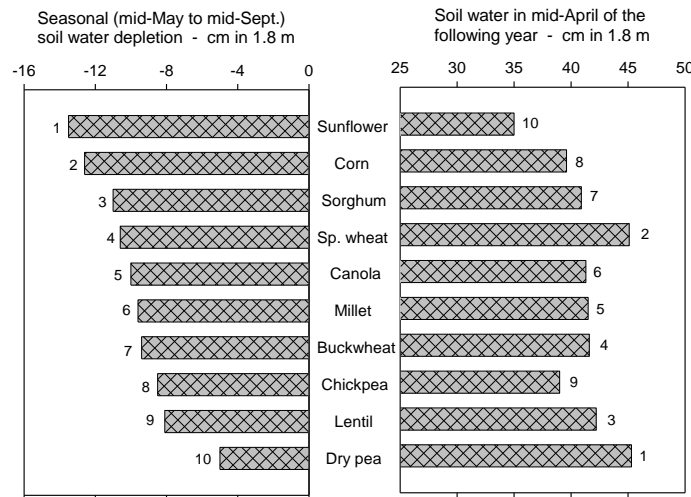 Seasonal (mid-May to mid-Sept.)
soil water depletion - cm in 1.8 m
Soil water in mid-April of the
following year - cm in 1.8 m
-16 -12 -8 -4 0
25 30 35 40 45 50
1 Sunflower 10
2 Corn 8
3 Sorghum 7
4 Sp. wheat 2
5 Canola 6
6 Millet 5
7 Buckwheat 4
8 Chickpea 9
9 Lentil 3
10 Dry pea 1